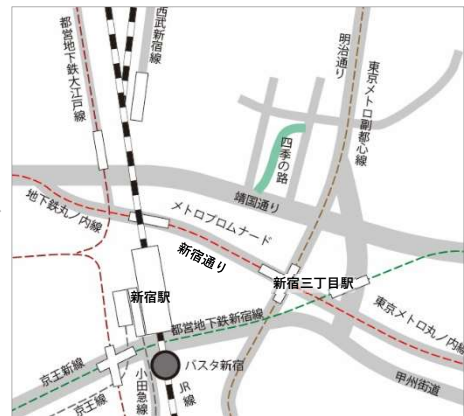 都営地下鉄大江戸線
西武新宿線
明治通り
東京メトロ副都心線
四季の路
靖国通り
地下鉄丸ノ内線
メトロプロムナード
新宿通り
新宿駅
新宿三丁目駅
都営地下鉄新宿線
東京メトロ丸ノ内線
京王新線
京王線
小田急線
JR線
バスタ新宿
甲州街道